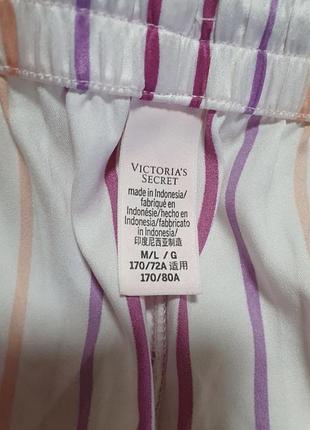 VICTORIA'S
SECRET
made in Indonesia/
fabriqué en
Indonésie/hecho en
Indonesia/fabbricato
in Indonesia/
印度尼西亚制造
M/L / G
170/72A 适用
170/80A